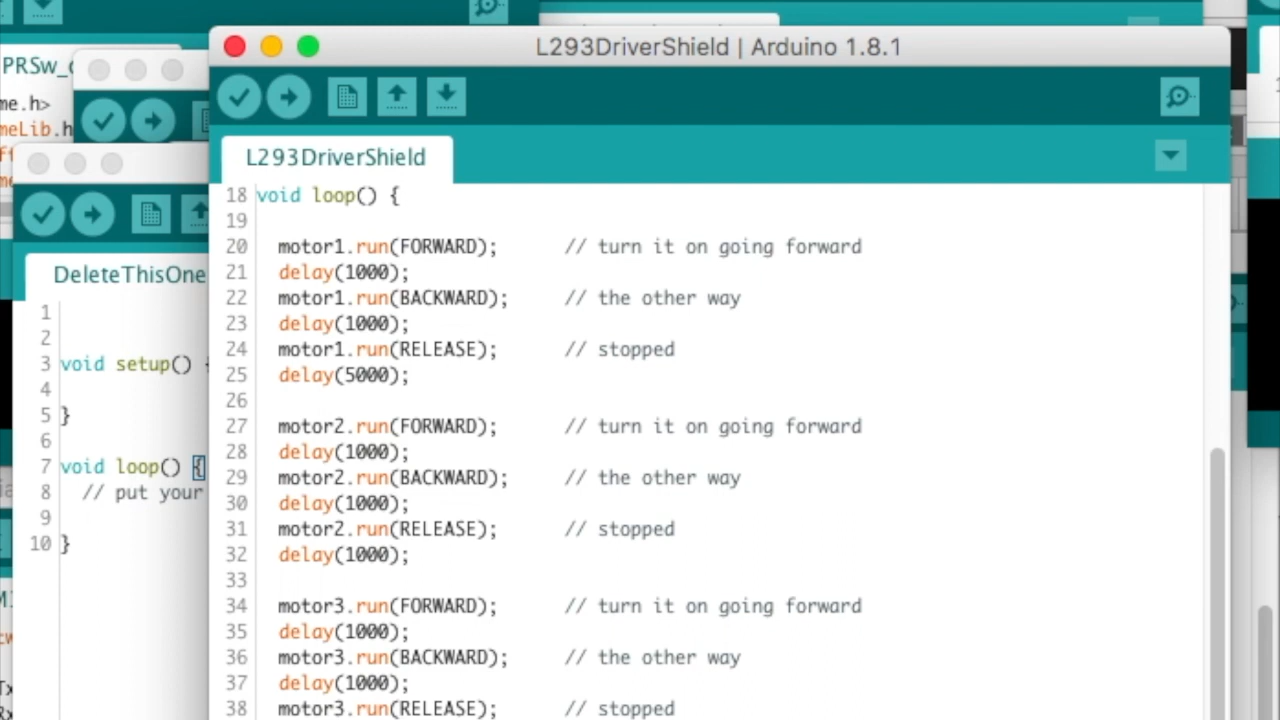 L293DriverShield | Arduino 1.8.1
PRSw_
me.h>
meLib.h
L293DriverShield
DeleteThisOne
1
2
3 void setup() {
4
5 }
6
7 void loop() {
8 // put your
9
10 }
18 void loop() {
19
20 motor1.run(FORWARD); // turn it on going forward
21 delay(1000);
22 motor1.run(BACKWARD); // the other way
23 delay(1000);
24 motor1.run(RELEASE); // stopped
25 delay(5000);
26
27 motor2.run(FORWARD); // turn it on going forward
28 delay(1000);
29 motor2.run(BACKWARD); // the other way
30 delay(1000);
31 motor2.run(RELEASE); // stopped
32 delay(1000);
33
34 motor3.run(FORWARD); // turn it on going forward
35 delay(1000);
36 motor3.run(BACKWARD); // the other way
37 delay(1000);
38 motor3.run(RELEASE); // stopped